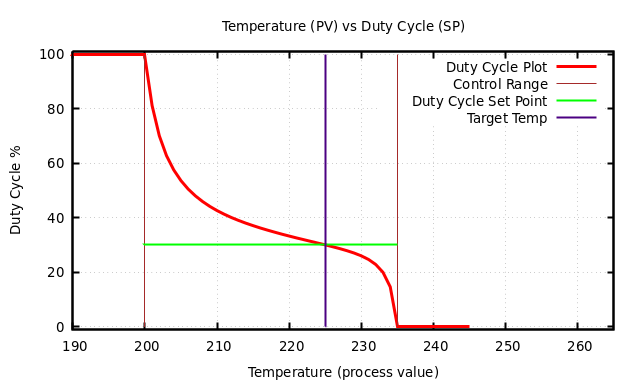 Temperature (PV) vs Duty Cycle (SP)
Duty Cycle Plot
Control Range
Duty Cycle Set Point
Target Temp
Duty Cycle %
100
80
60
40
20
0
190 200 210 220 230 240 250 260
Temperature (process value)